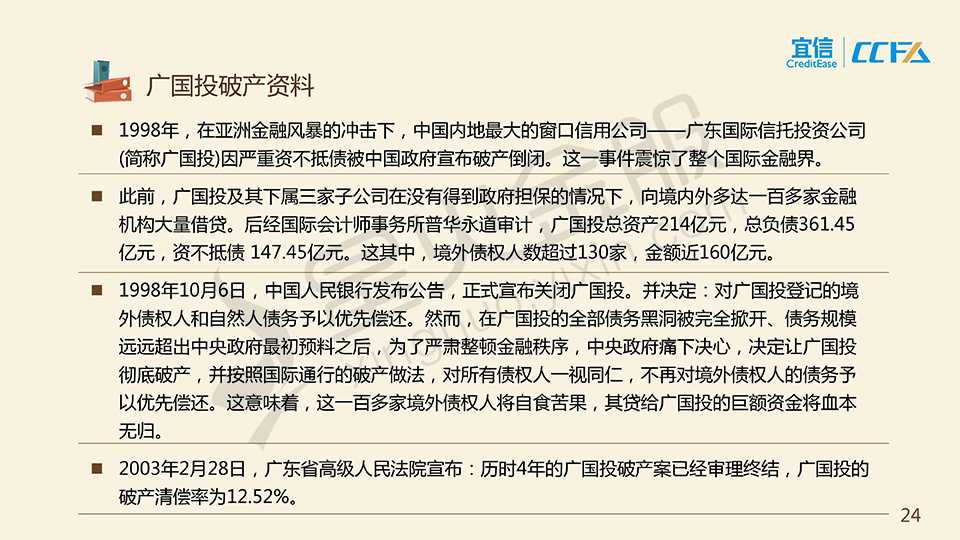 宜信
CreditEase
CCFA
广国投破产资料
1998年，在亚洲金融风暴的冲击下，中国内地最大的窗口信用公司——广东国际信托投资公司
(简称广国投)因严重资不抵债被中国政府宣布破产倒闭。这一事件震惊了整个国际金融界。
此前，广国投及其下属三家子公司在没有得到政府担保的情况下，向境内外多达一百多家金融
机构大量借贷。后经国际会计师事务所普华永道审计，广国投总资产214亿元，总负债361.45
亿元，资不抵债 147.45亿元。这其中，境外债权人数超过130家，金额近160亿元。
1998年10月6日，中国人民银行发布公告，正式宣布关闭广国投。并决定：对广国投登记的境
外债权人和自然人债务予以优先偿还。然而，在广国投的全部债务黑洞被完全掀开、债务规模
远远超出中央政府最初预料之后，为了严肃整顿金融秩序，中央政府痛下决心，决定让广国投
彻底破产，并按照国际通行的破产做法，对所有债权人一视同仁，不再对境外债权人的债务予
以优先偿还。这意味着，这一百多家境外债权人将自食苦果，其贷给广国投的巨额资金将血本
无归。
2003年2月28日，广东省高级人民法院宣布：历时4年的广国投破产案已经审理终结，广国投的
破产清偿率为12.52%。
24